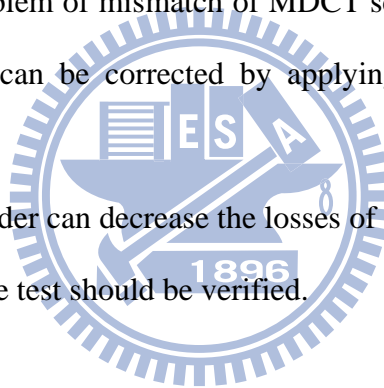 blem of mismatch of MDCT s
can be corrected by applyin
E S
A
8
der can decrease the losses of
1896
e test should be verified.